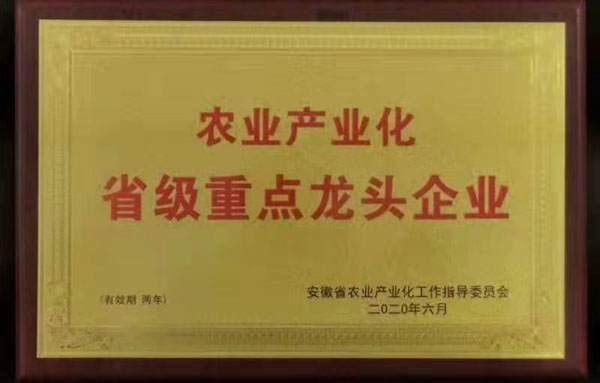 农业产业化
省级重点龙头企业
(有效期 两年)
安徽省农业产业化工作指导委员会
二〇二〇年六月